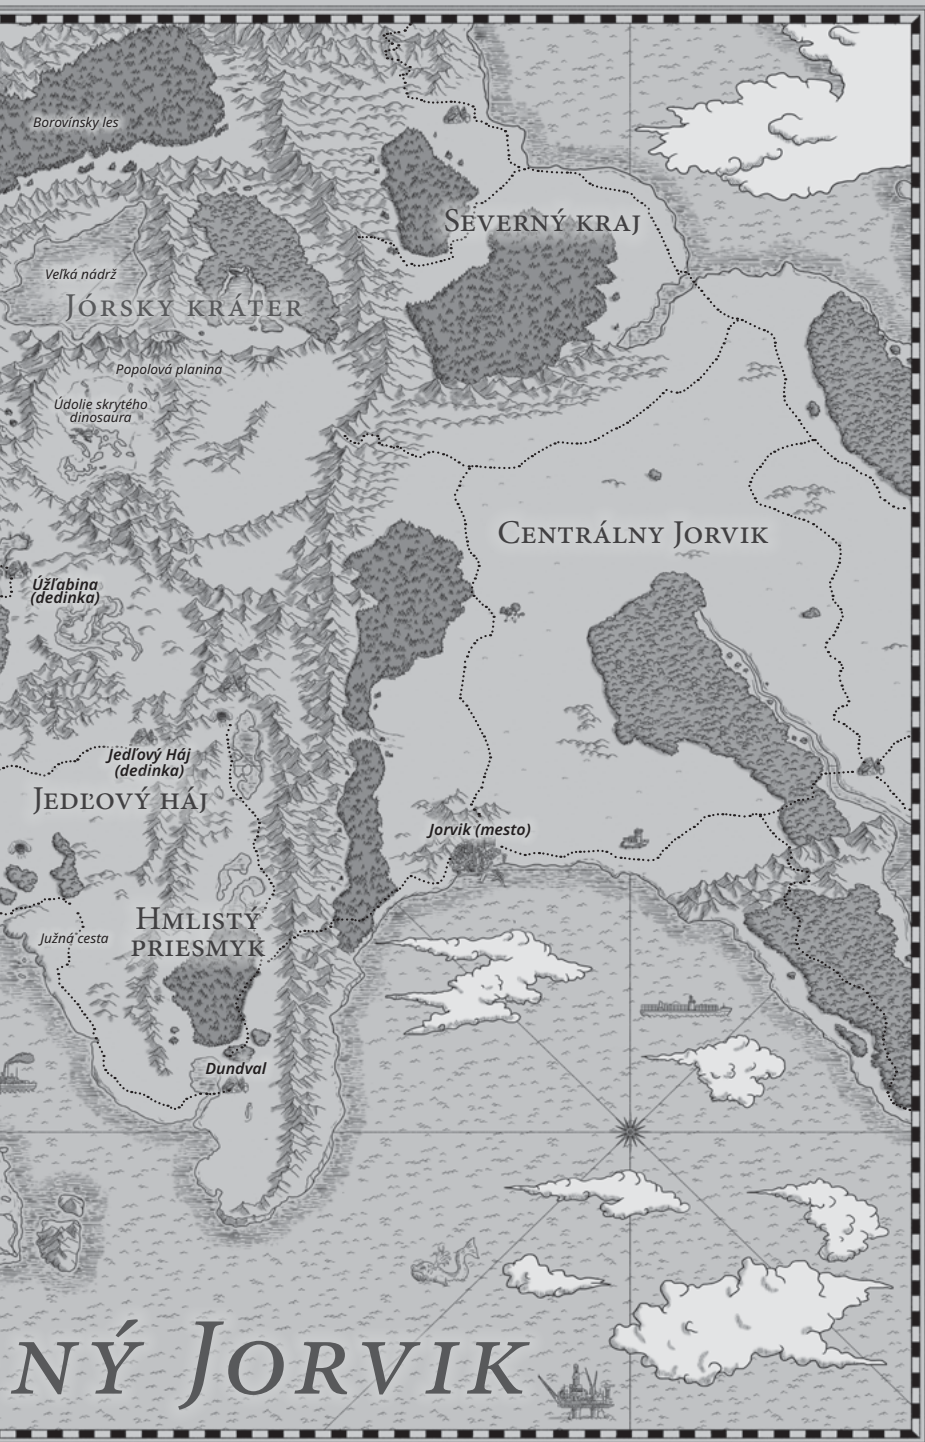 Borovínsky les
Severný kraj
Veľká nádrž
Jórsky kráter
Popolová planina
Údolie skrytého
dinosaura
Centrálny Jorvik
Úžľabina
(dedinka)
Jedľový Háj
(dedinka)
Jedľový háj
Jorvik (mesto)
Hmlistý
priesmyk
Južná cesta
Dundval
ný Jorvik